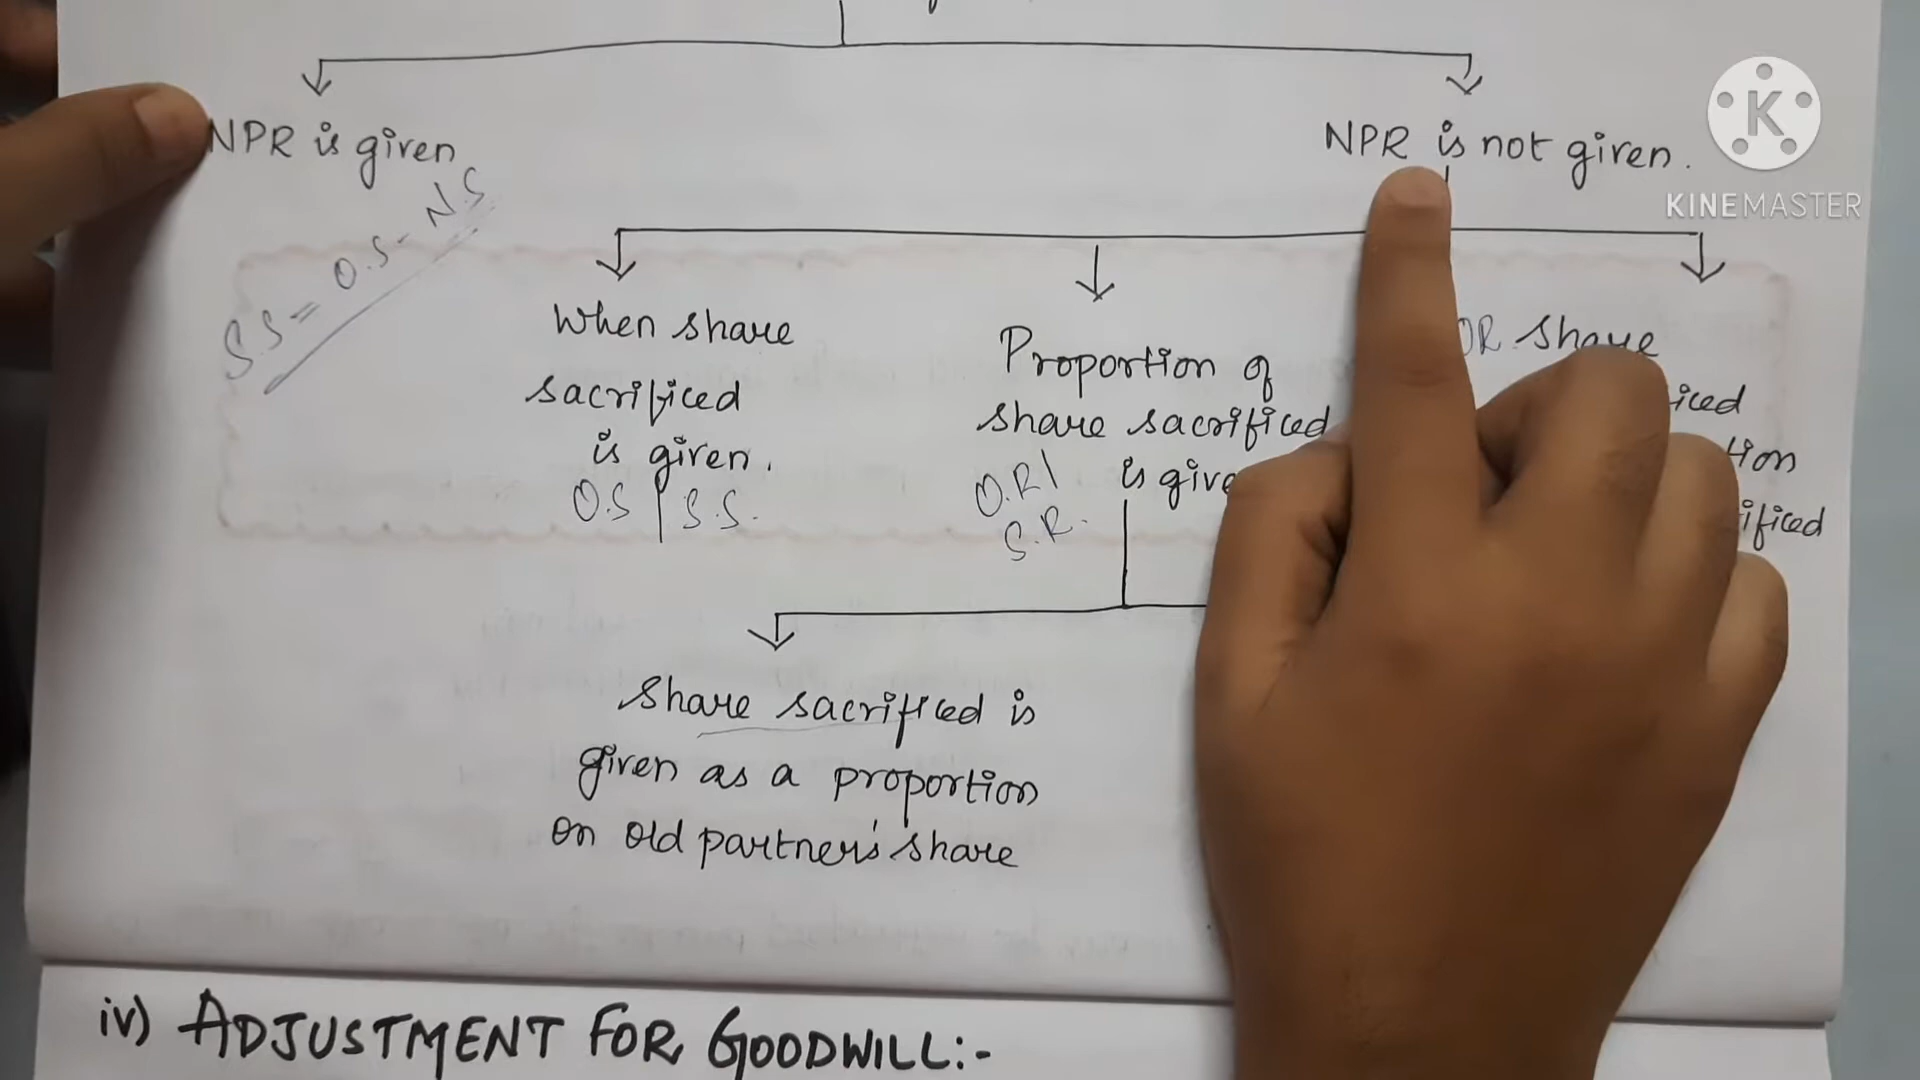 NPR is given
NPR is not given.
SS = O.S - N.S
K
KINEMASTER
When share
sacrificed
is given.
O.S | S.S.
Proportion of
share sacrificed
is give
O.R |
S.R.
OR share
iced
tion
ificed
Share sacrificed is
given as a proportion
on old partner's share
iv) ADJUSTMENT FOR GOODWILL:-